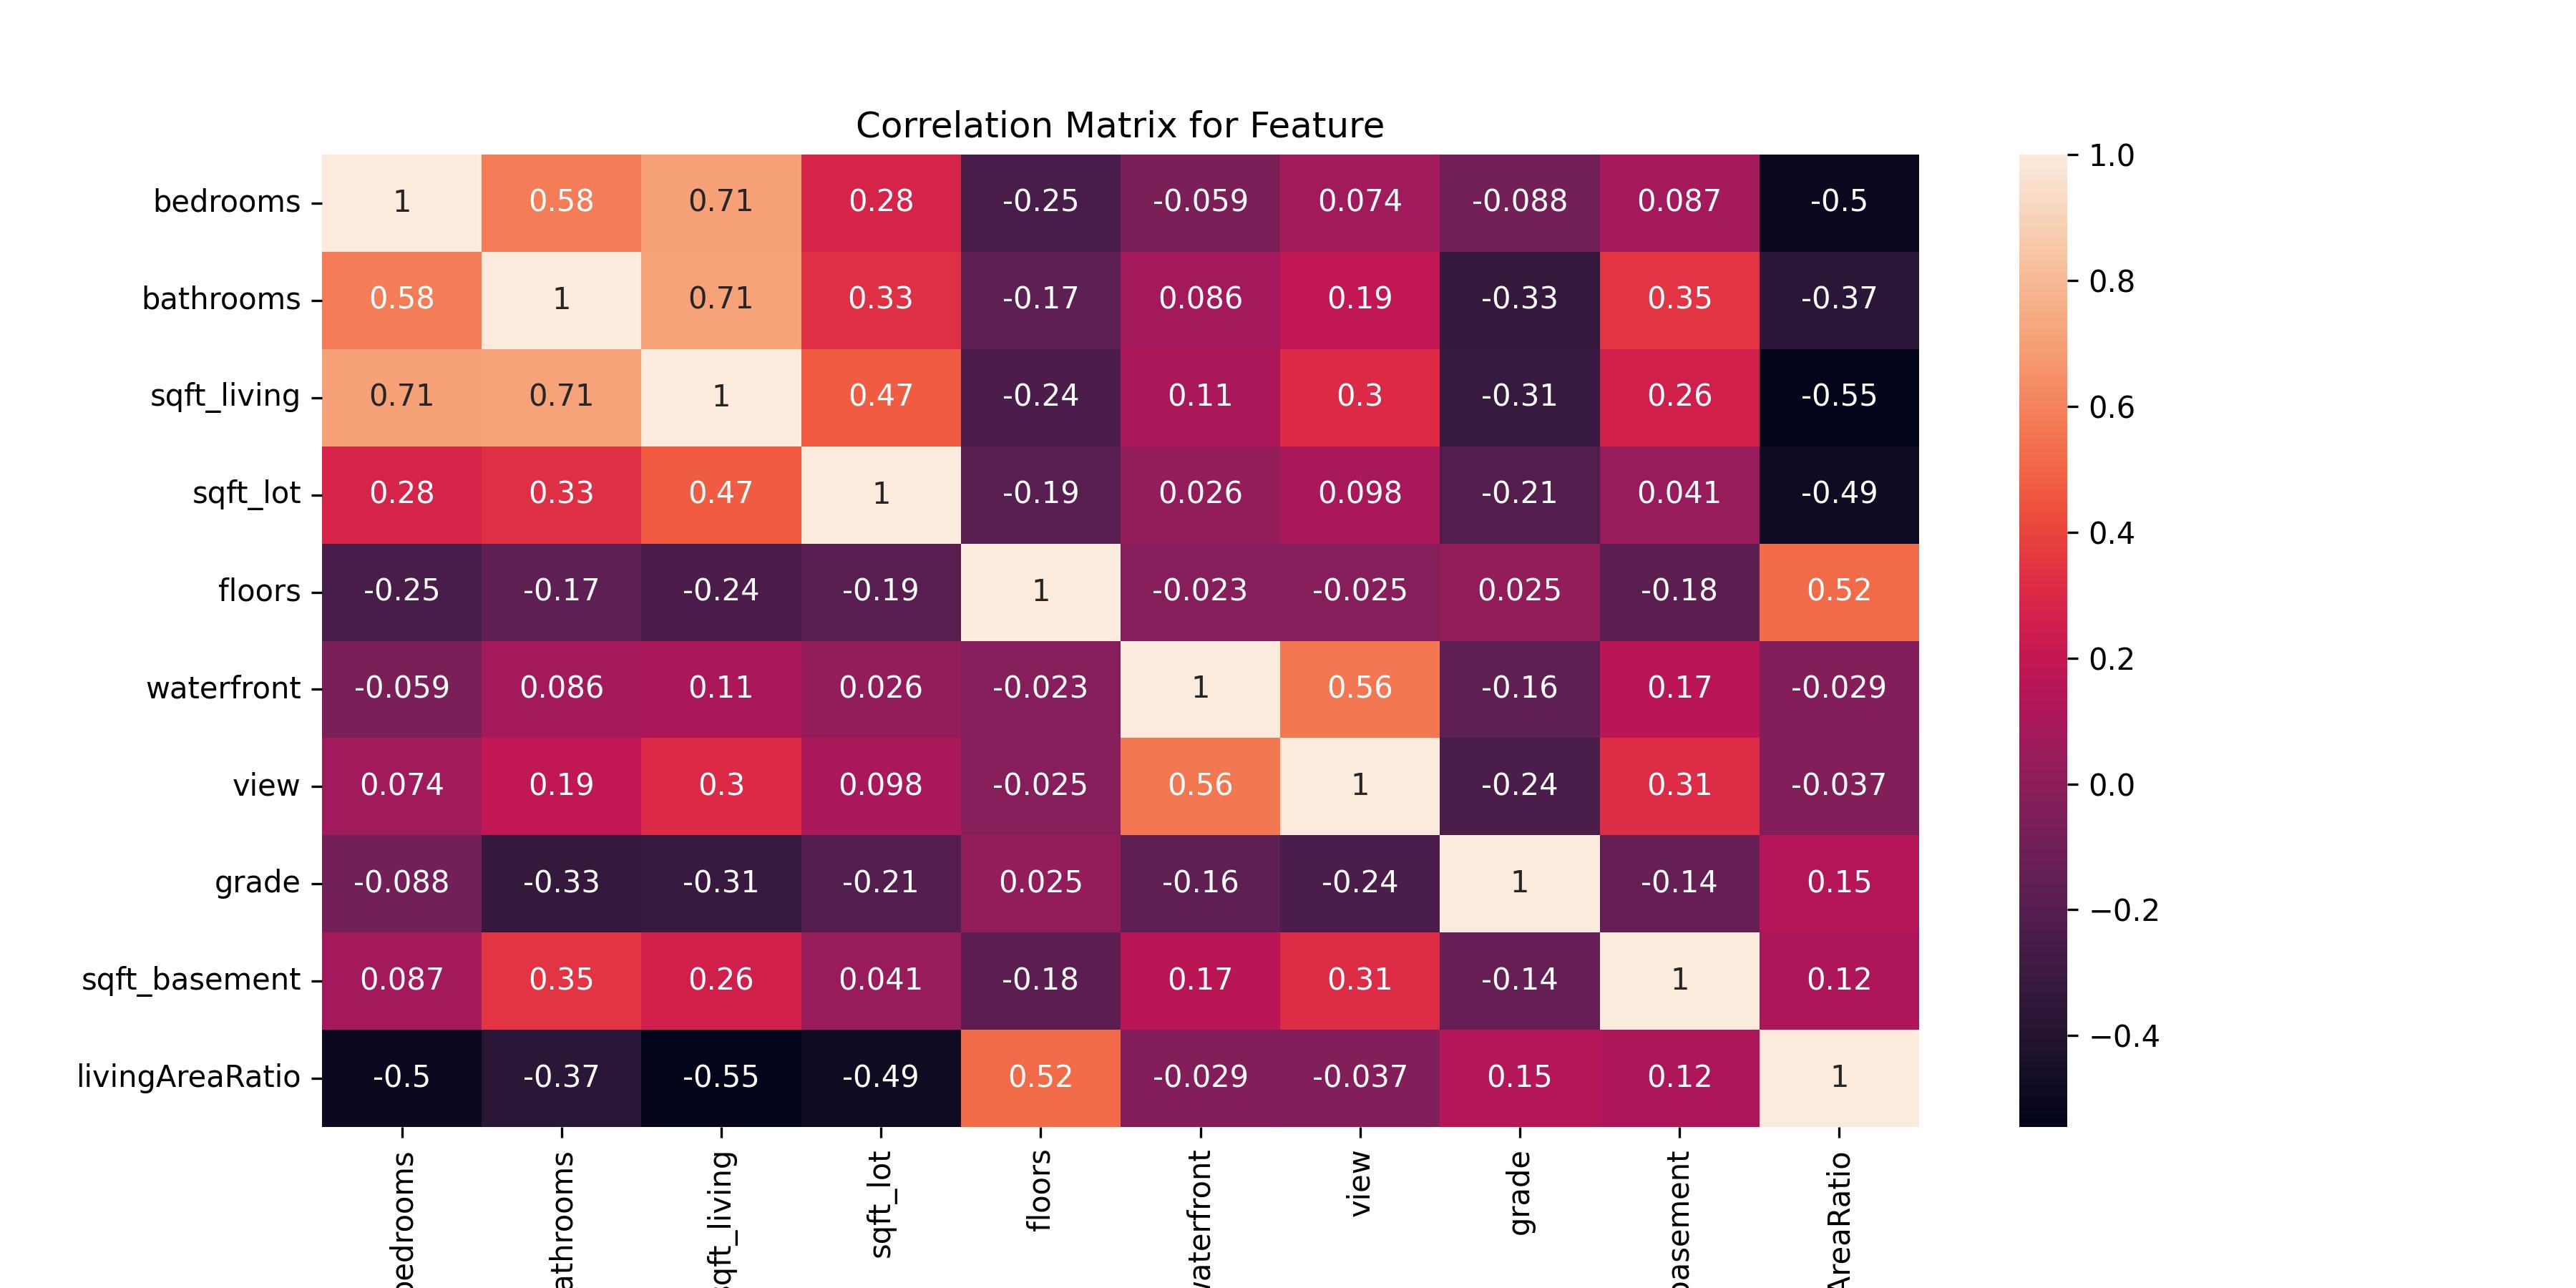 Correlation Matrix for Feature
bedrooms 1 0.58 0.71 0.28 -0.25 -0.059 0.074 -0.088 0.087 -0.5
bathrooms 0.58 1 0.71 0.33 -0.17 0.086 0.19 -0.33 0.35 -0.37
sqft_living 0.71 0.71 1 0.47 -0.24 0.11 0.3 -0.31 0.26 -0.55
sqft_lot 0.28 0.33 0.47 1 -0.19 0.026 0.098 -0.21 0.041 -0.49
floors -0.25 -0.17 -0.24 -0.19 1 -0.023 -0.025 0.025 -0.18 0.52
waterfront -0.059 0.086 0.11 0.026 -0.023 1 0.56 -0.16 0.17 -0.029
view 0.074 0.19 0.3 0.098 -0.025 0.56 1 -0.24 0.31 -0.037
grade -0.088 -0.33 -0.31 -0.21 0.025 -0.16 -0.24 1 -0.14 0.15
sqft_basement 0.087 0.35 0.26 0.041 -0.18 0.17 0.31 -0.14 1 0.12
livingAreaRatio -0.5 -0.37 -0.55 -0.49 0.52 -0.029 -0.037 0.15 0.12 1
bedrooms
athrooms
sqft_living
sqft_lot
floors
waterfront
view
grade
basement
AreaRatio
1.0
0.8
0.6
0.4
0.2
0.0
−0.2
−0.4